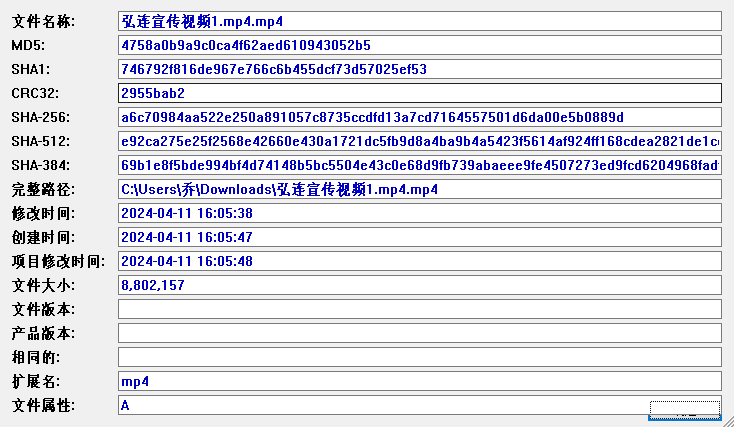 文件名称: 弘连宣传视频1.mp4.mp4
MD5: 4758a0b9a9c0ca4f62aed610943052b5
SHA1: 746792f816de967e766c6b455dcf73d57025ef53
CRC32: 2955bab2
SHA-256: a6c70984aa522e250a891057c8735ccdfd13a7cd7164557501d6da00e5b0889d
SHA-512: e92ca275e25f2568e42660e430a1721dc5fb9d8a4ba9b4a5423f5614af924ff168cdea2821de1c
SHA-384: 69b1e8f5bde994bf4d74148b5bc5504e43c0e68d9fb739abaeee9fe4507273ed9fcd6204968fad
完整路径: C:\Users\乔\Downloads\弘连宣传视频1.mp4.mp4
修改时间: 2024-04-11 16:05:38
创建时间: 2024-04-11 16:05:47
项目修改时间: 2024-04-11 16:05:48
文件大小: 8,802,157
文件版本:
产品版本:
相同的:
扩展名: mp4
文件属性: A